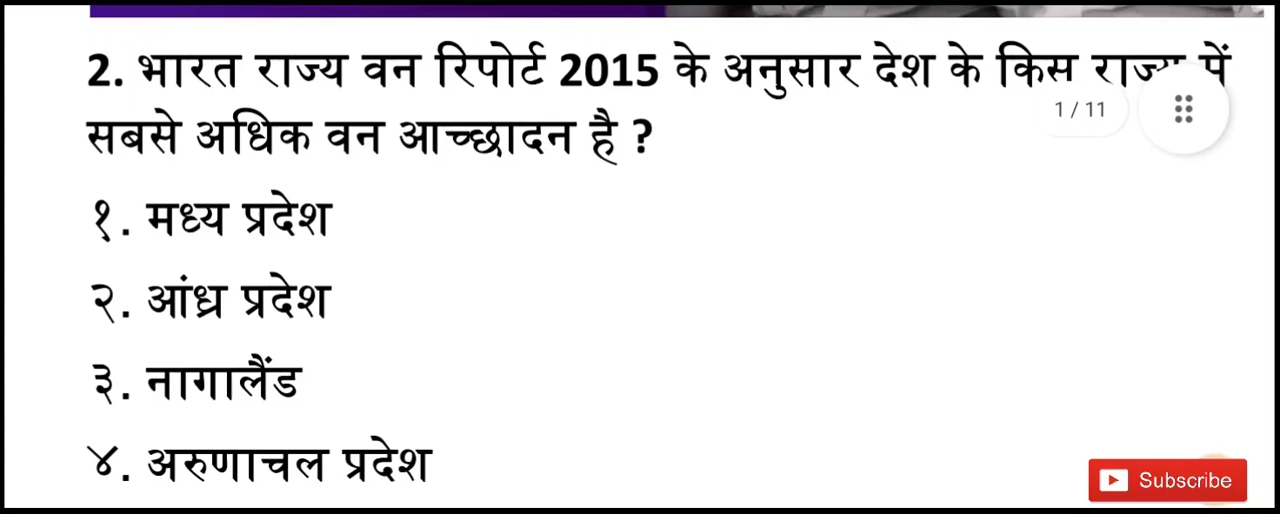 2. भारत राज्य वन रिपोर्ट 2015 के अनुसार देश के किस राज्य में
सबसे अधिक वन आच्छादन है ?
1 / 11
१. मध्य प्रदेश
२. आंध्र प्रदेश
३. नागालैंड
४. अरुणाचल प्रदेश
Subscribe